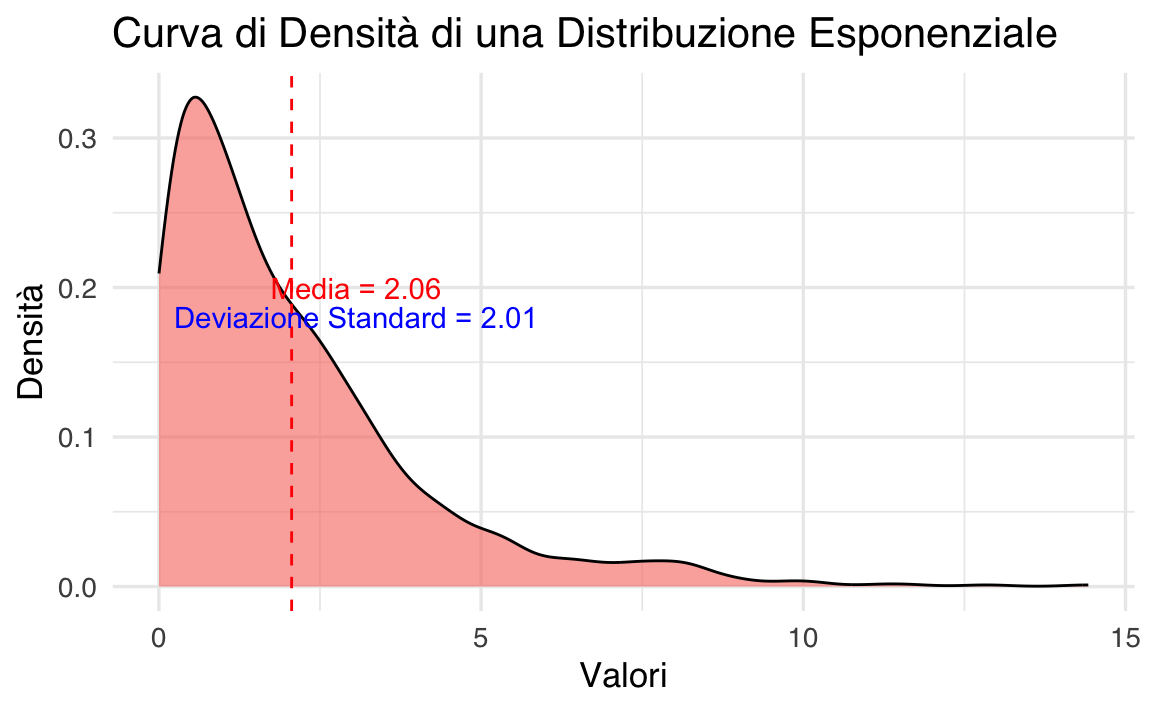 Curva di Densità di una Distribuzione Esponenziale
Densità
0.3
0.2
0.1
0.0
Media = 2.06
Deviazione Standard = 2.01
0
5
10
15
Valori